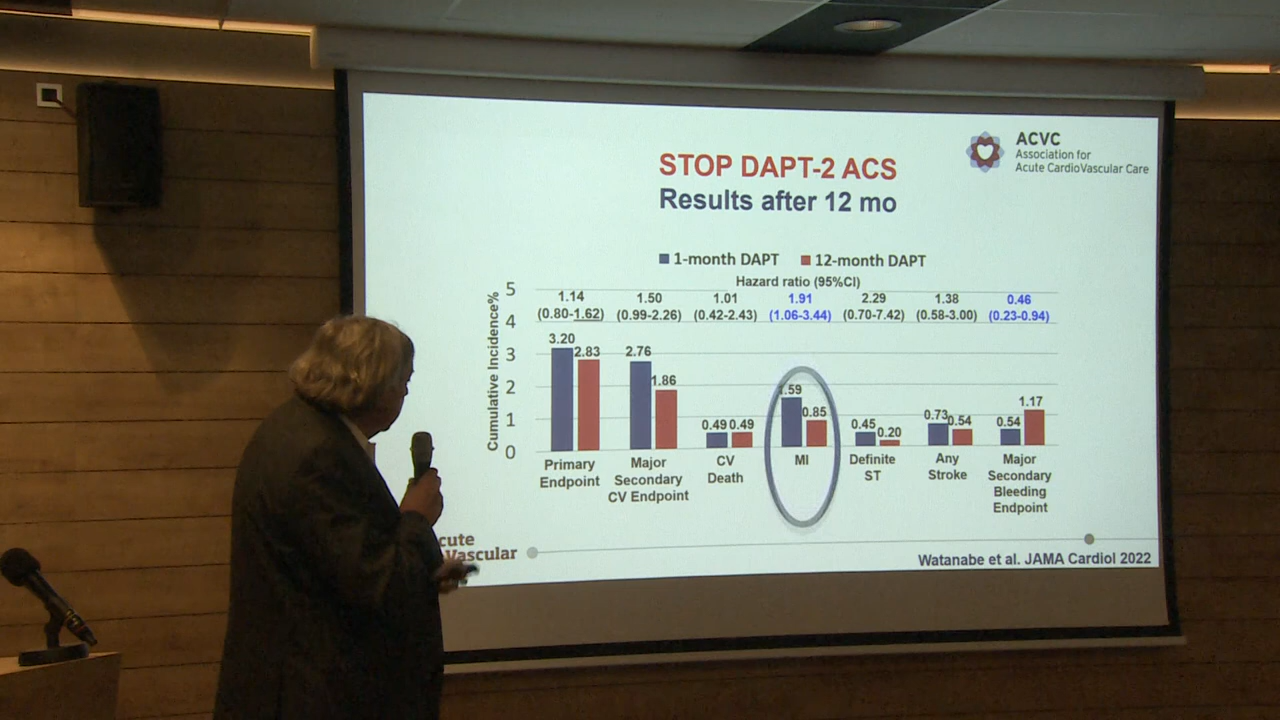 ACVC
Association for
Acute CardioVascular Care
STOP DAPT-2 ACS
Results after 12 mo
1-month DAPT 12-month DAPT
Hazard ratio (95%CI)
1.14 1.50 1.01 1.91 2.29 1.38 0.46
(0.80-1.62) (0.99-2.26) (0.42-2.43) (1.06-3.44) (0.70-7.42) (0.58-3.00) (0.23-0.94)
Cumulative Incidence%
5
4
3
2
1
0
3.20 2.83 2.76 1.86 0.49 0.49 .59 0.85 0.45 0.20 0.73 0.54 0.54 1.17
Primary
Endpoint
Major
Secondary
CV Endpoint
CV
Death
MI
Definite
ST
Any
Stroke
Major
Secondary
Bleeding
Endpoint
cute
Vascular
Watanabe et al. JAMA Cardiol 2022